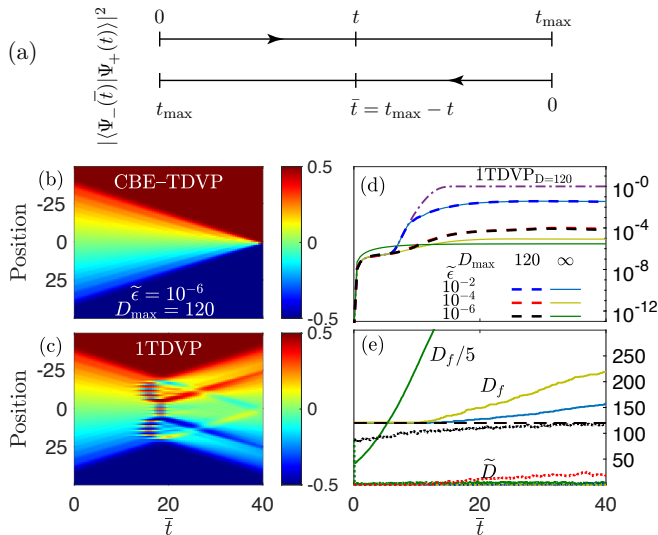 (a)
|⟨Ψ₋(t̄)|Ψ₊(t)⟩|²
0 t t_max
t_max t̄ = t_max − t 0
(b)
CBE–TDVP
ϵ̃ = 10⁻⁶
D_max = 120
Position
-25
0
25
0.5
0
(c)
1TDVP
Position
-25
0
25
0.5
0
-0.5
0 20 40
t̄
(d)
1TDVP_D=120
10⁻⁰
10⁻⁴
10⁻⁸
10⁻¹²
D_max 120 ∞
ϵ̃
10⁻²
10⁻⁴
10⁻⁶
(e)
D_f/5
D_f
D̃
250
200
150
100
50
0 20 40
t̄